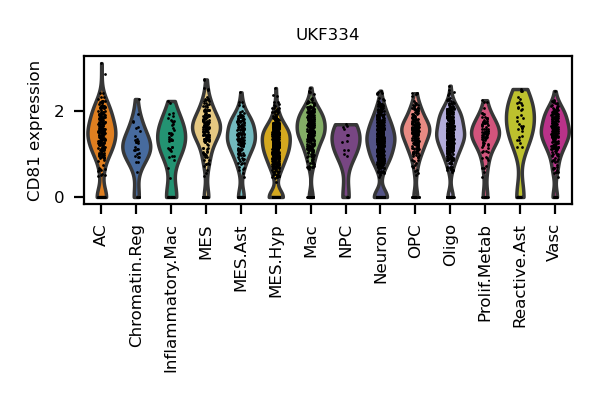 UKF334
CD81 expression
2
0
AC
Chromatin.Reg
Inflammatory.Mac
MES
MES.Ast
MES.Hyp
Mac
NPC
Neuron
OPC
Oligo
Prolif.Metab
Reactive.Ast
Vasc